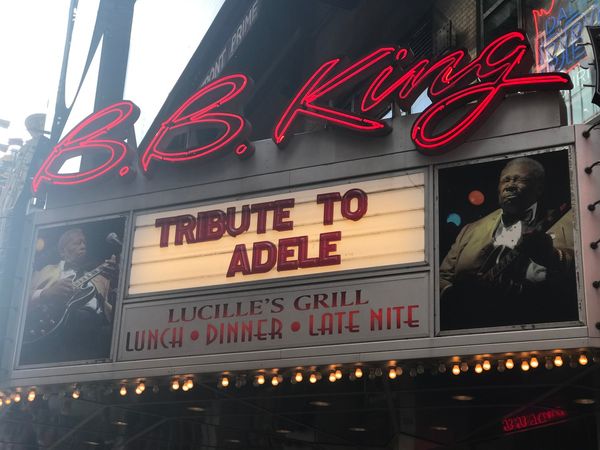 B.B. King
TRIBUTE TO
ADELE
LUCILLE'S GRILL
LUNCH • DINNER • LATE NITE